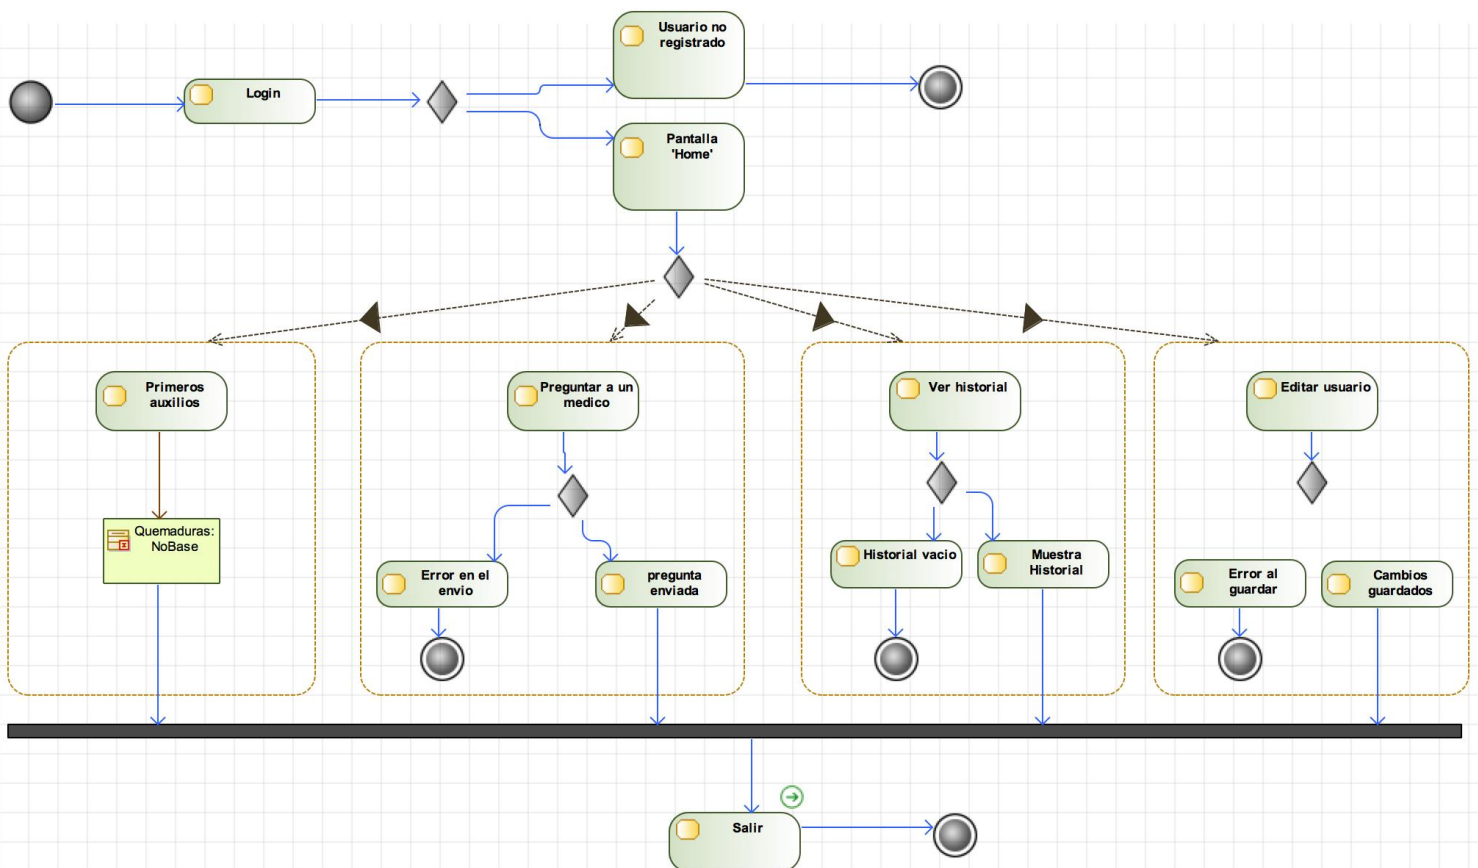 Usuario no
registrado
Login
Pantalla
'Home'
Primeros
auxilios
Preguntar a un
medico
Ver historial
Editar usuario
Quemaduras:
NoBase
Error en el
envio
pregunta
enviada
Historial vacio
Muestra
Historial
Error al
guardar
Cambios
guardados
Salir